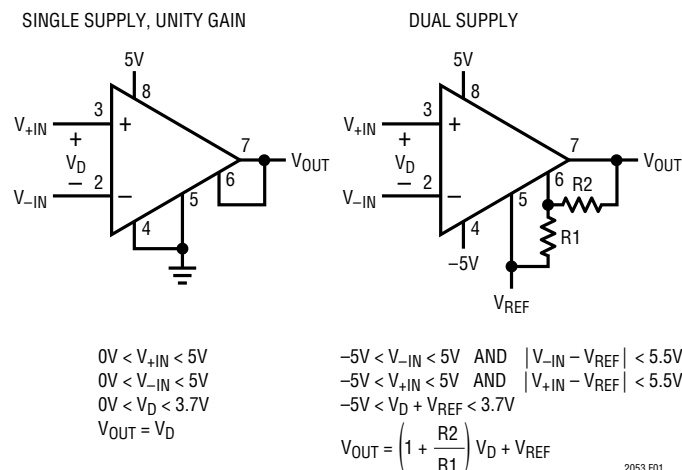 SINGLE SUPPLY, UNITY GAIN
5V
8
3
V+IN
+
+
7
VD
VOUT
–
6
V–IN
2
–
5
4
DUAL SUPPLY
5V
8
3
V+IN
+
+
7
VD
VOUT
–
6
R2
V–IN
2
–
5
R1
4
–5V
VREF
0V < V+IN < 5V
0V < V–IN < 5V
0V < VD < 3.7V
VOUT = VD
–5V < V–IN < 5V AND |V–IN – VREF| < 5.5V
–5V < V+IN < 5V AND |V+IN – VREF| < 5.5V
–5V < VD + VREF < 3.7V
VOUT = (1 + R2/R1) VD + VREF
2053 F01